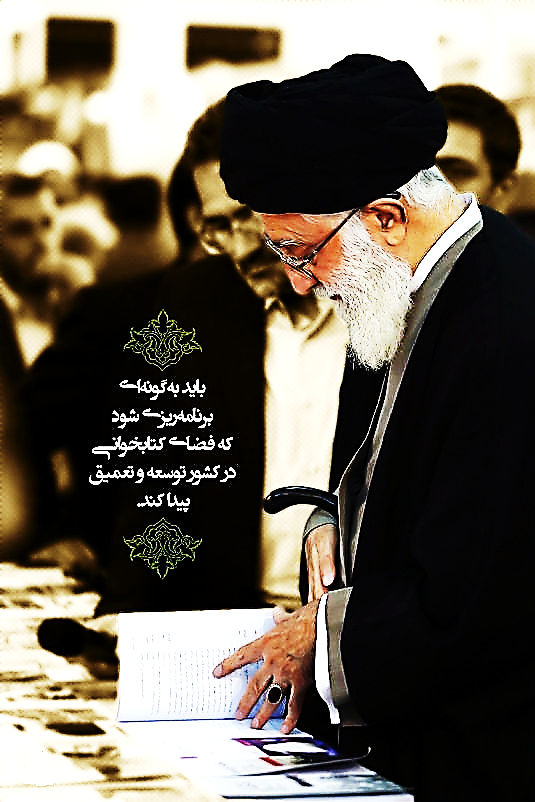 باید به‌گونه‌ای
برنامه‌ریزی شود
که فضای کتابخوانی
در کشور توسعه و تعمیق
پیدا کند.